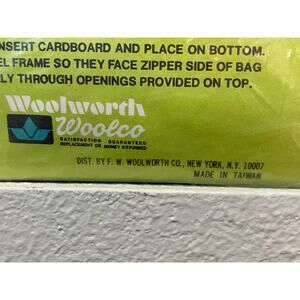 INSERT CARDBOARD AND PLACE ON BOTTOM.
EL FRAME SO THEY FACE ZIPPER SIDE OF BAG
LY THROUGH OPENINGS PROVIDED ON TOP.
Woolworth
Woolco
SATISFACTION GUARANTEED
REPLACEMENT OR MONEY REFUNDED
DIST. BY F. W. WOOLWORTH CO., NEW YORK, N.Y. 10007
MADE IN TAIWAN